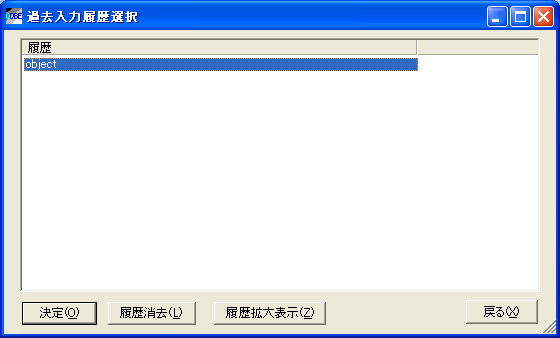 過去入力履歴選択
履歴
object
決定(O)
履歴消去(L)
履歴拡大表示(Z)
戻る(X)